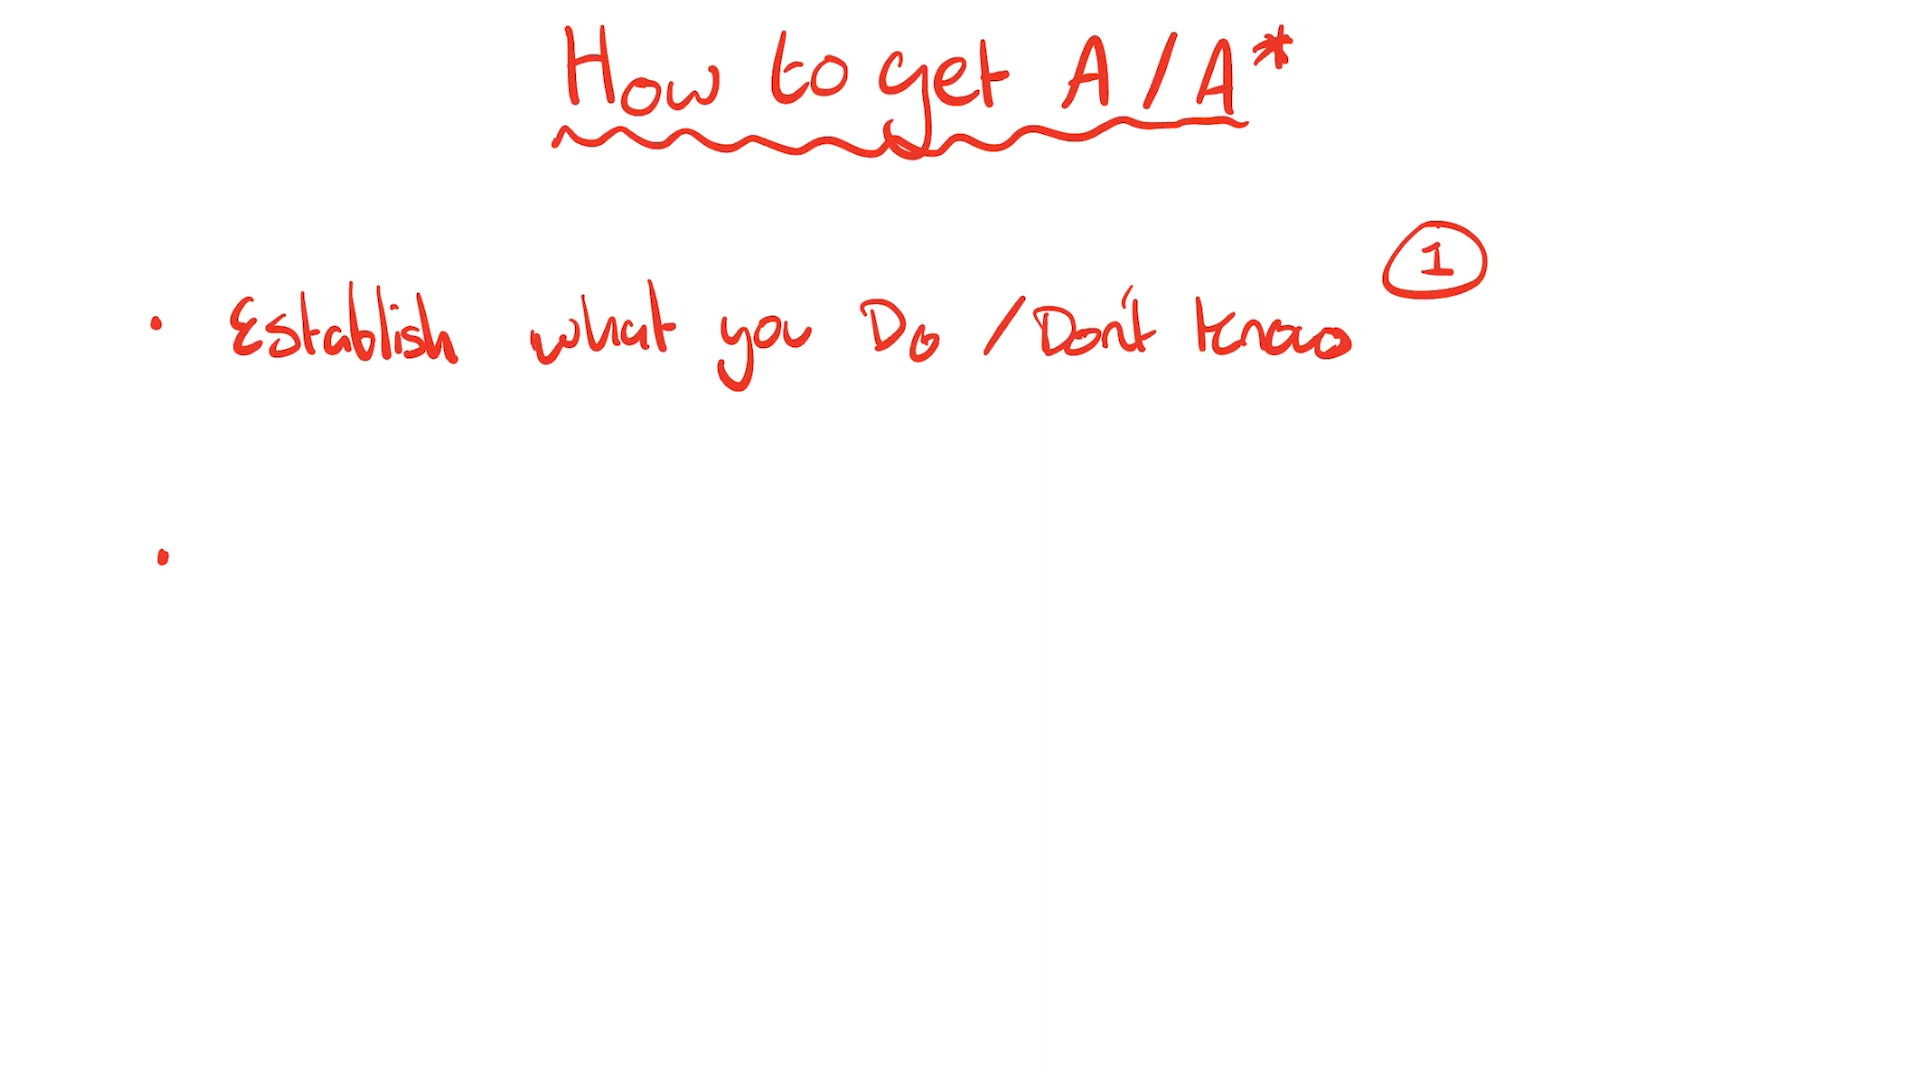 How to get A/A*
1
• Establish what you Do / Don't know
•